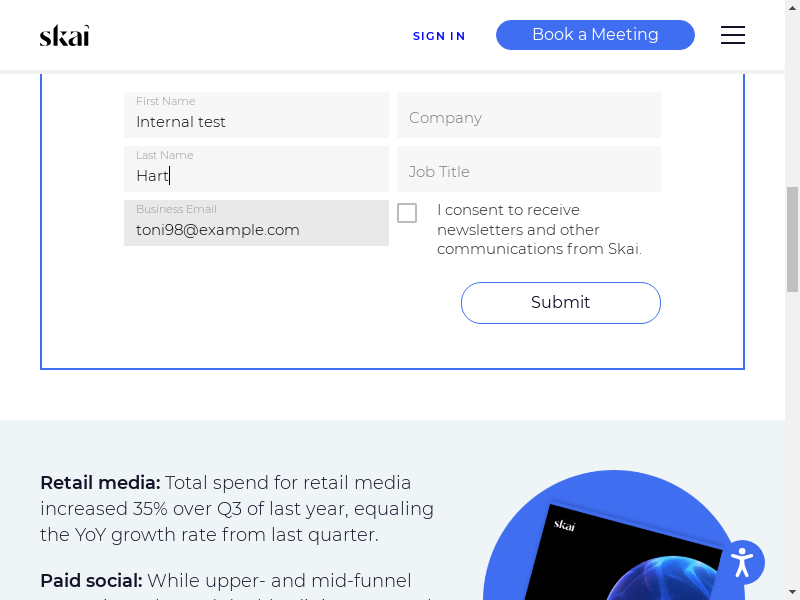 skai
SIGN IN
Book a Meeting
First Name
Internal test
Company
Last Name
Hart
Job Title
Business Email
toni98@example.com
I consent to receive
newsletters and other
communications from Skai.
Submit
Retail media: Total spend for retail media
increased 35% over Q3 of last year, equaling
the YoY growth rate from last quarter.
skai
Paid social: While upper- and mid-funnel